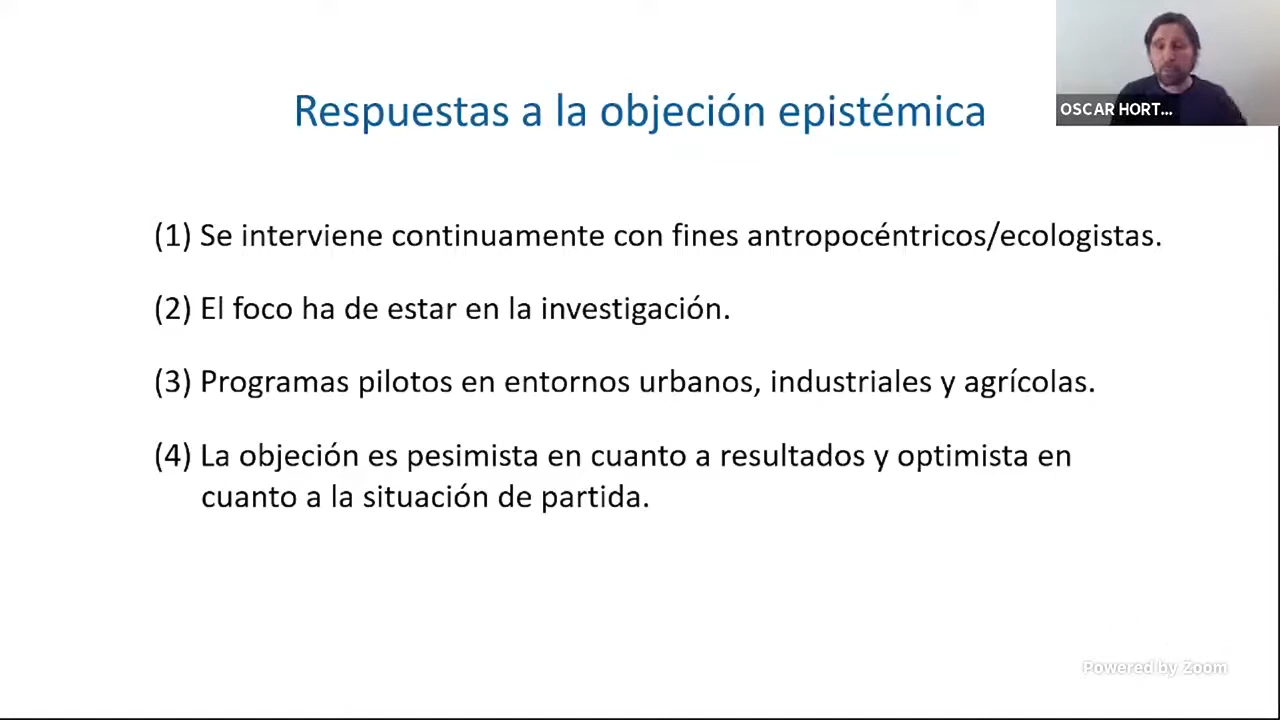 Respuestas a la objeción epistémica
OSCAR HORT...
(1) Se interviene continuamente con fines antropocéntricos/ecologistas.
(2) El foco ha de estar en la investigación.
(3) Programas pilotos en entornos urbanos, industriales y agrícolas.
(4) La objeción es pesimista en cuanto a resultados y optimista en
cuanto a la situación de partida.
Powered by Zoom